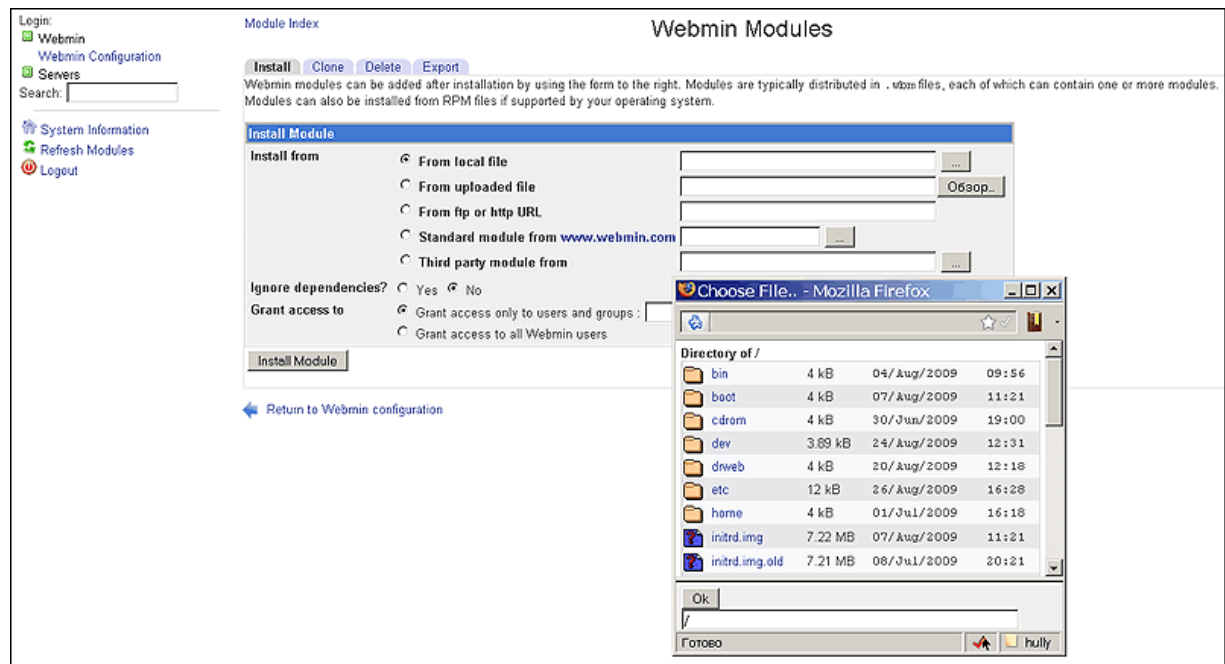 Login:
Webmin
Webmin Configuration
Servers
Search:
System Information
Refresh Modules
Logout
Module Index
Webmin Modules
Install Clone Delete Export
Webmin modules can be added after installation by using the form to the right. Modules are typically distributed in .wbm files, each of which can contain one or more modules.
Modules can also be installed from RPM files if supported by your operating system.
Install Module
Install from
From local file ...
From uploaded file Обзор...
From ftp or http URL
Standard module from www.webmin.com ...
Third party module from ...
Ignore dependencies? Yes No
Grant access to Grant access only to users and groups :
Grant access to all Webmin users
Install Module
Return to Webmin configuration
Choose File.. - Mozilla Firefox
Directory of /
bin 4 kB 04/Aug/2009 09:56
boot 4 kB 07/Aug/2009 11:21
cdrom 4 kB 30/Jun/2009 19:00
dev 3.89 kB 24/Aug/2009 12:31
drweb 4 kB 20/Aug/2009 12:18
etc 12 kB 26/Aug/2009 16:28
home 4 kB 01/Jul/2009 16:18
initrd.img 7.22 MB 07/Aug/2009 11:21
initrd.img.old 7.21 MB 08/Jul/2009 20:21
Ok
/
Готово hully